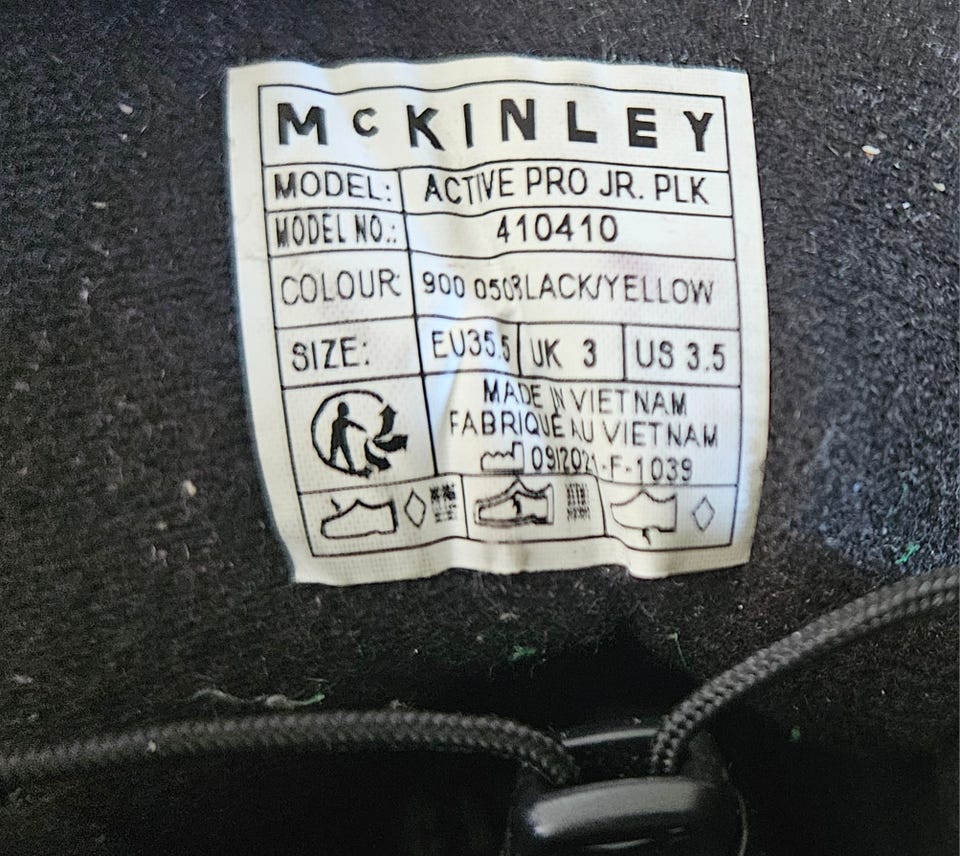 McKINLEY
MODEL: ACTIVE PRO JR. PLK
MODEL NO.: 410410
COLOUR: 900 050BLACK/YELLOW
SIZE: EU35.5 UK 3 US 3.5
MADE IN VIETNAM
FABRIQUÉ AU VIETNAM
09/2021-F-1039